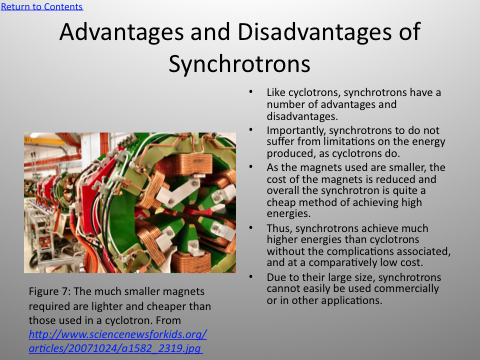 Return to Contents
Advantages and Disadvantages of
Synchrotrons
• Like cyclotrons, synchrotrons have a
number of advantages and
disadvantages.
• Importantly, synchrotrons to do not
suffer from limitations on the energy
produced, as cyclotrons do.
• As the magnets used are smaller, the
cost of the magnets is reduced and
overall the synchrotron is quite a
cheap method of achieving high
energies.
• Thus, synchrotrons achieve much
higher energies than cyclotrons
without the complications associated,
and at a comparatively low cost.
• Due to their large size, synchrotrons
cannot easily be used commercially
or in other applications.
Figure 7: The much smaller magnets
required are lighter and cheaper than
those used in a cyclotron. From
http://www.sciencenewsforkids.org/
articles/20071024/a1582_2319.jpg